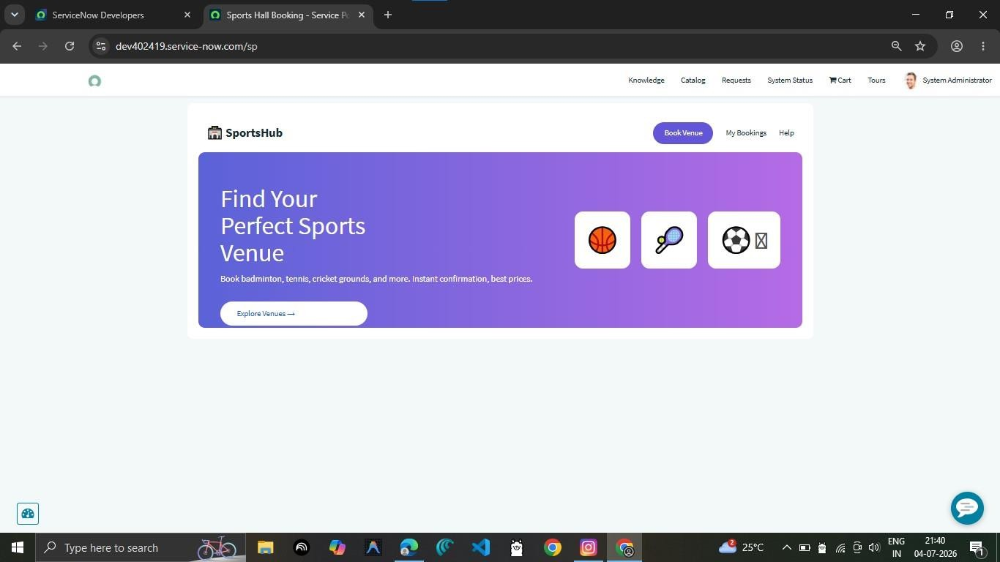 ServiceNow Developers
Sports Hall Booking - Service Po
dev402419.service-now.com/sp
Knowledge Catalog Requests System Status Cart Tours System Administrator
SportsHub
Book Venue My Bookings Help
Find Your
Perfect Sports
Venue
Book badminton, tennis, cricket grounds, and more. Instant confirmation, best prices.
Explore Venues →
Type here to search
2
25°C
ENG
IN
21:40
04-07-2026
1